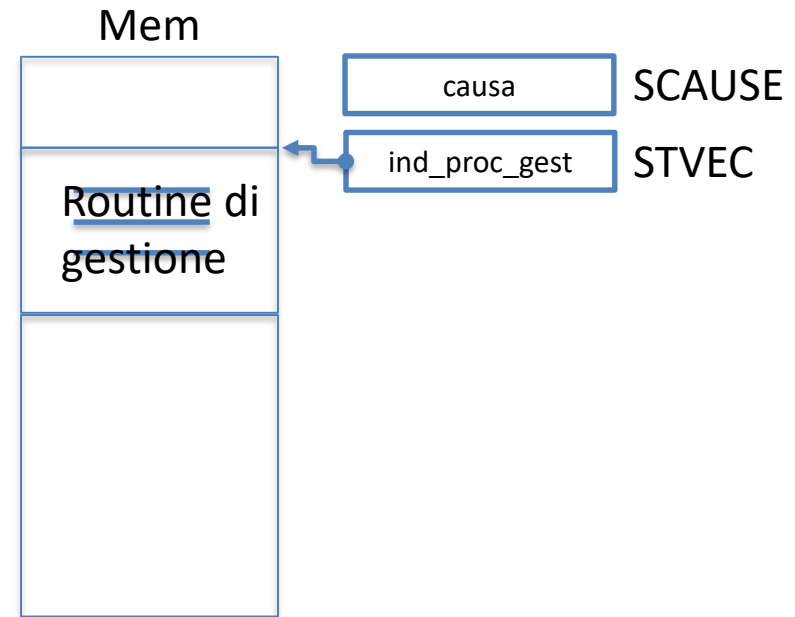 Mem
causa SCAUSE
ind_proc_gest STVEC
Routine di
gestione